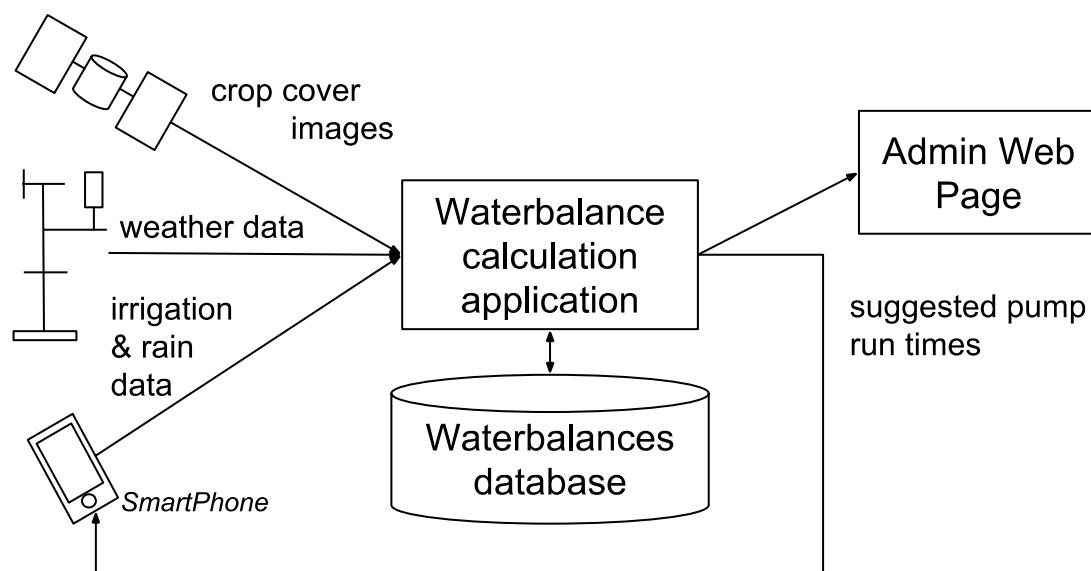 crop cover
images
Admin Web
Page
weather data
Waterbalance
calculation
application
irrigation
& rain
data
suggested pump
run times
Waterbalances
database
SmartPhone